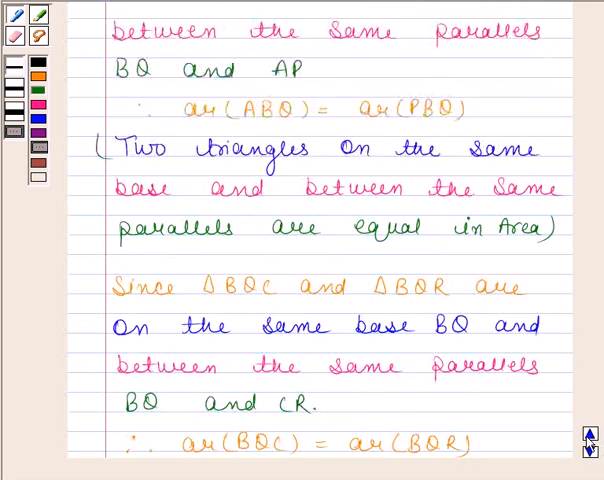 between the same parallels
BQ and AP
∴ ar(ABQ) = ar(PBQ)
(Two triangles on the same
base and between the same
parallels are equal in Area)
Since ΔBQC and ΔBQR are
on the same base BQ and
between the same parallels
BQ and CR.
∴ ar(BQC) = ar(BQR)